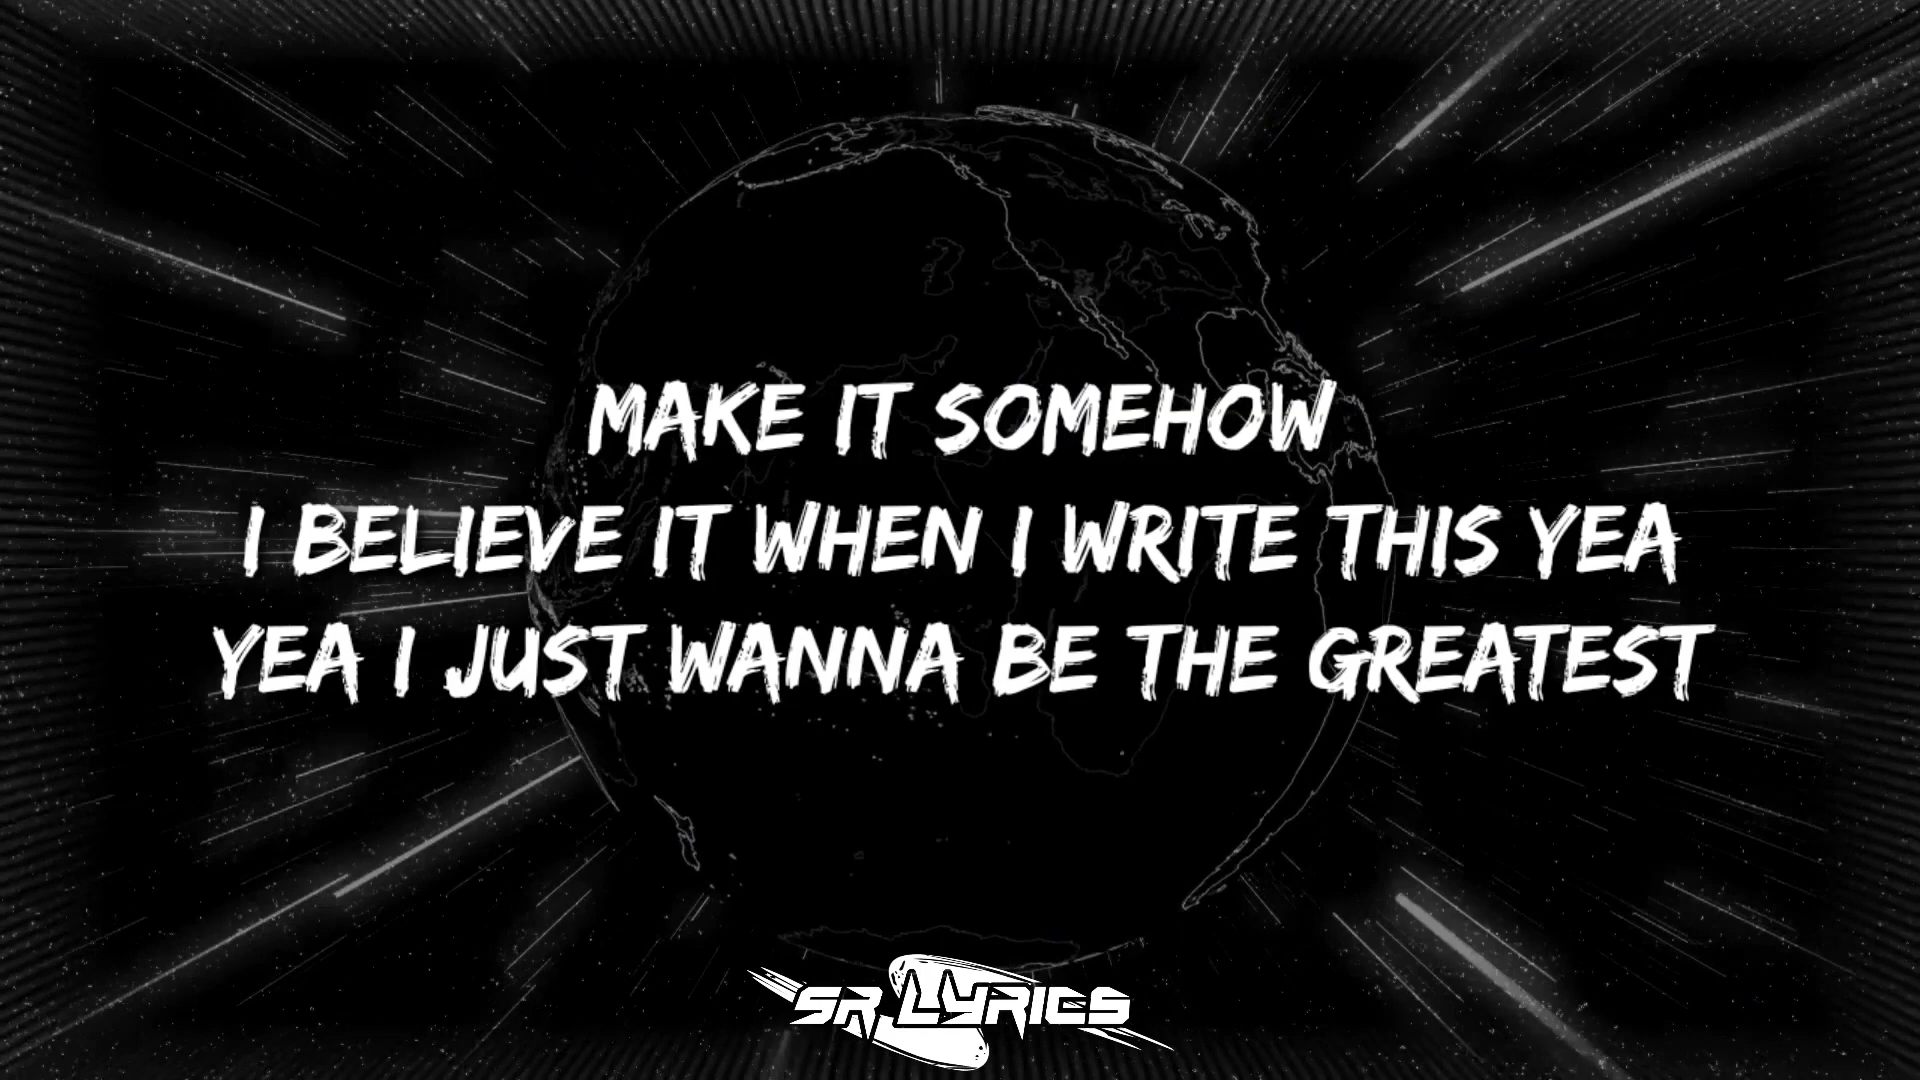 MAKE IT SOMEHOW
I BELIEVE IT WHEN I WRITE THIS YEA
YEA I JUST WANNA BE THE GREATEST
SR LYRICS